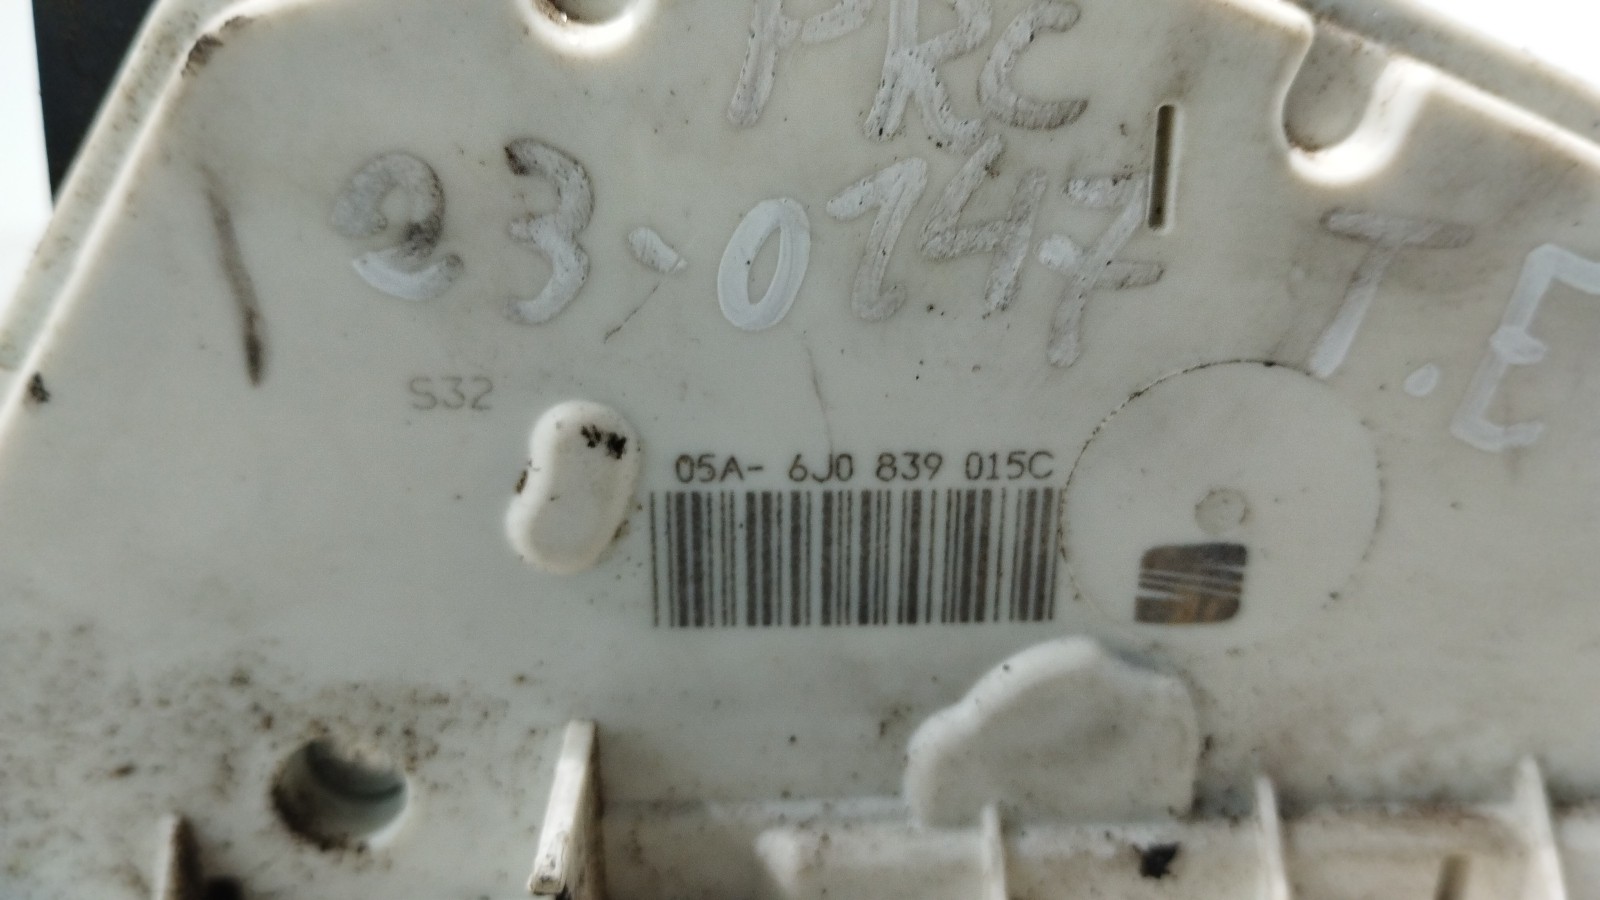 PRC
23-0147 T.E
S32
05A- 6J0 839 015C